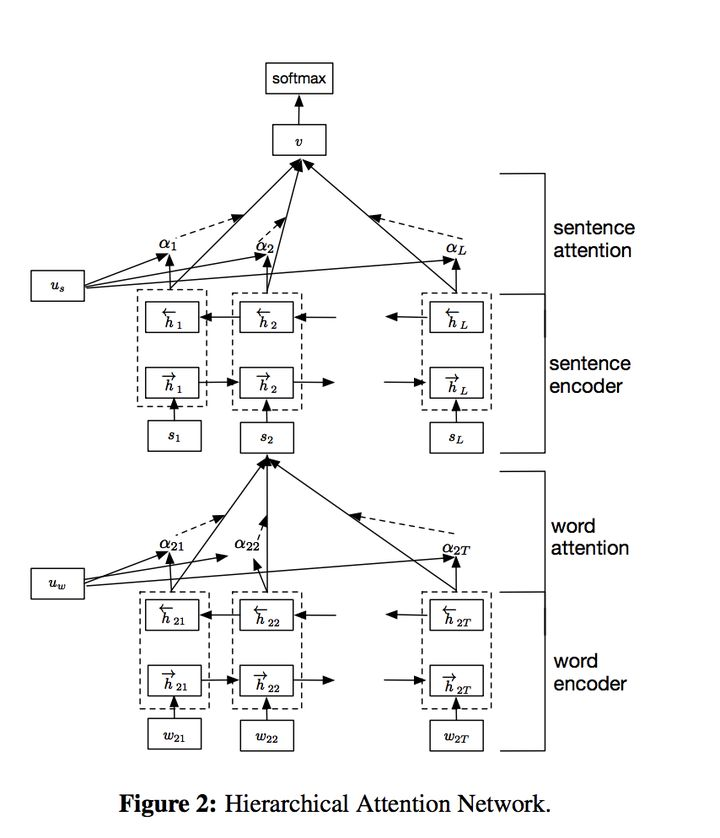 softmax
v
α1
α2
αL
sentence
attention
us
←h1
←h2
←hL
sentence
encoder
→h1
→h2
→hL
s1
s2
sL
word
attention
α21
α22
α2T
uw
←h21
←h22
←h2T
word
encoder
→h21
→h22
→h2T
w21
w22
w2T
Figure 2: Hierarchical Attention Network.